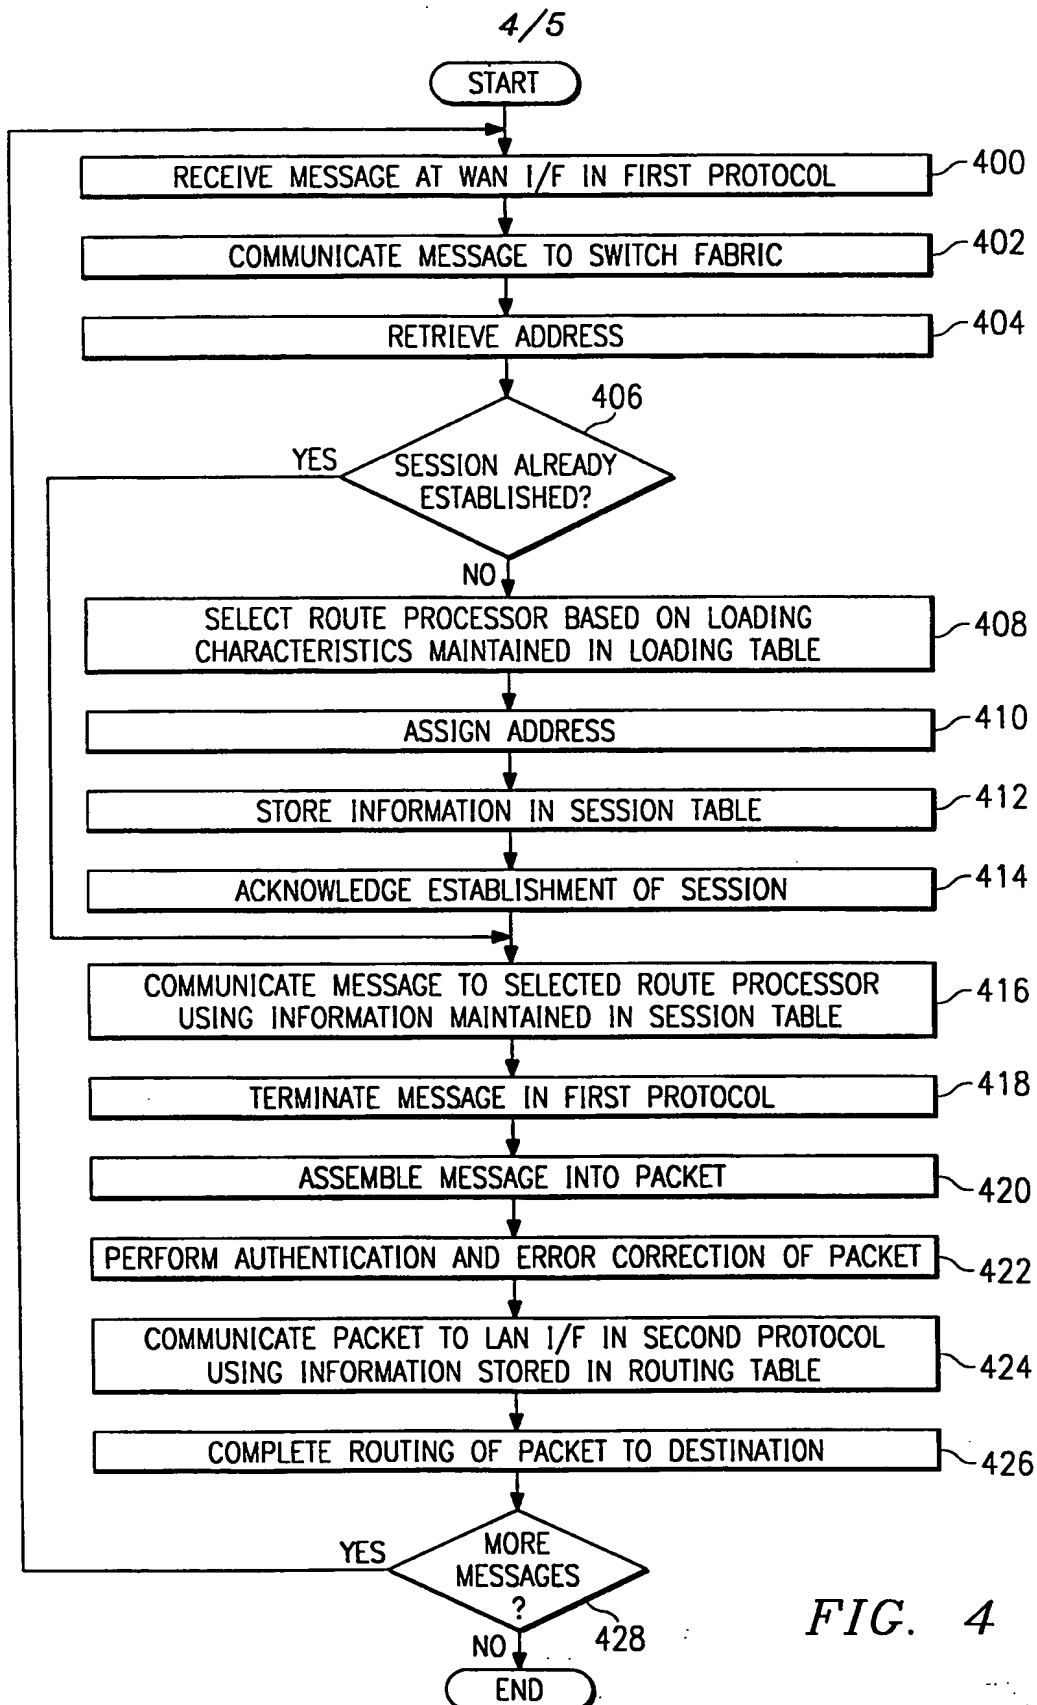 4/5
START
RECEIVE MESSAGE AT WAN I/F IN FIRST PROTOCOL
400
COMMUNICATE MESSAGE TO SWITCH FABRIC
402
RETRIEVE ADDRESS
404
406
YES
SESSION ALREADY
ESTABLISHED?
NO
SELECT ROUTE PROCESSOR BASED ON LOADING
CHARACTERISTICS MAINTAINED IN LOADING TABLE
408
ASSIGN ADDRESS
410
STORE INFORMATION IN SESSION TABLE
412
ACKNOWLEDGE ESTABLISHMENT OF SESSION
414
COMMUNICATE MESSAGE TO SELECTED ROUTE PROCESSOR
USING INFORMATION MAINTAINED IN SESSION TABLE
416
TERMINATE MESSAGE IN FIRST PROTOCOL
418
ASSEMBLE MESSAGE INTO PACKET
420
PERFORM AUTHENTICATION AND ERROR CORRECTION OF PACKET
422
COMMUNICATE PACKET TO LAN I/F IN SECOND PROTOCOL
USING INFORMATION STORED IN ROUTING TABLE
424
COMPLETE ROUTING OF PACKET TO DESTINATION
426
YES
MORE
MESSAGES
?
428
NO
END
FIG. 4